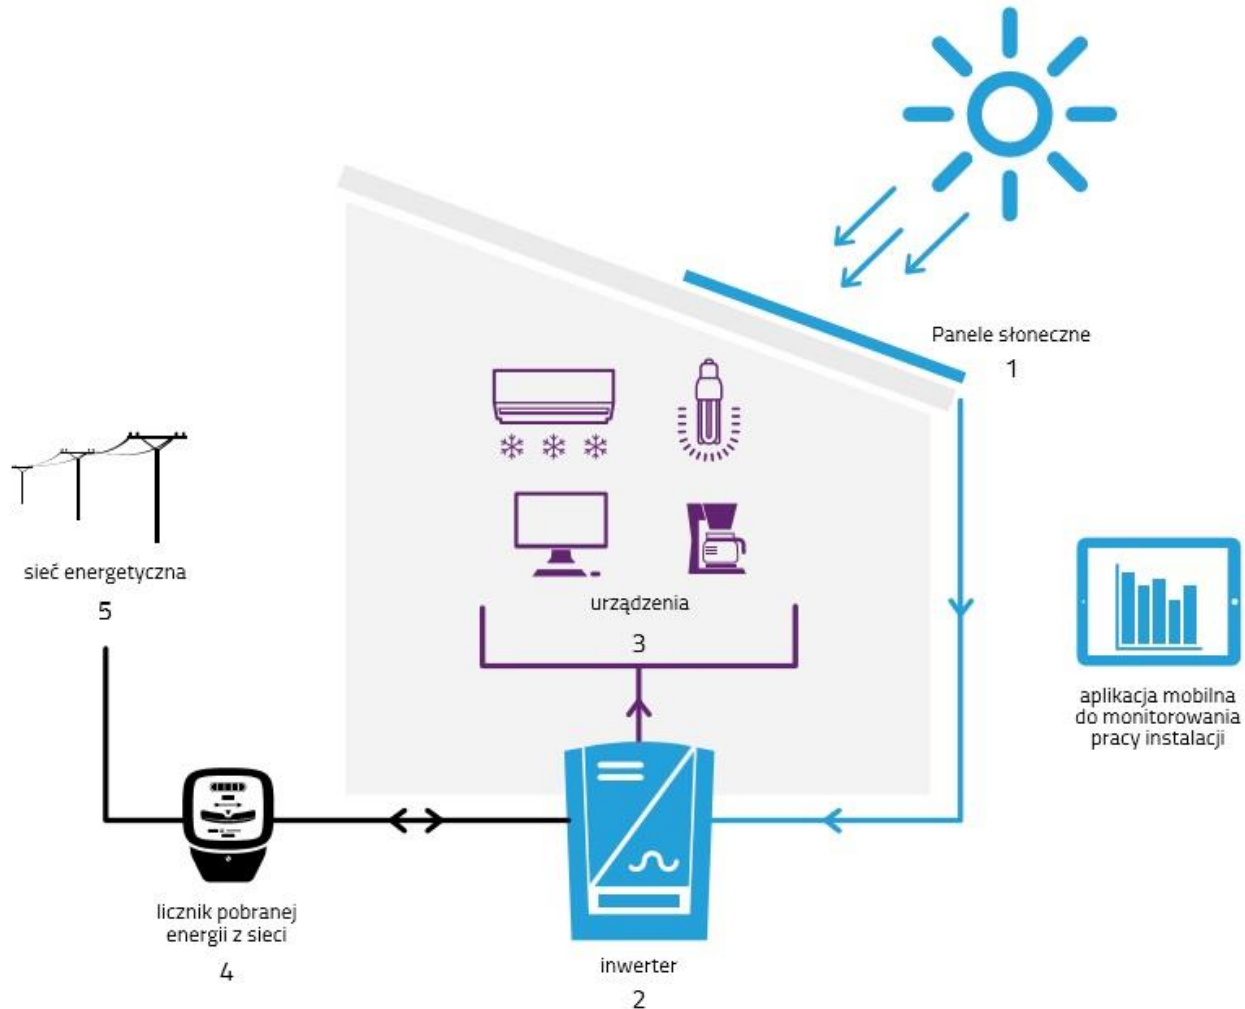 Panele słoneczne
1
sieć energetyczna
5
urządzenia
3
aplikacja mobilna
do monitorowania
pracy instalacji
licznik pobranej
energii z sieci
4
inwerter
2